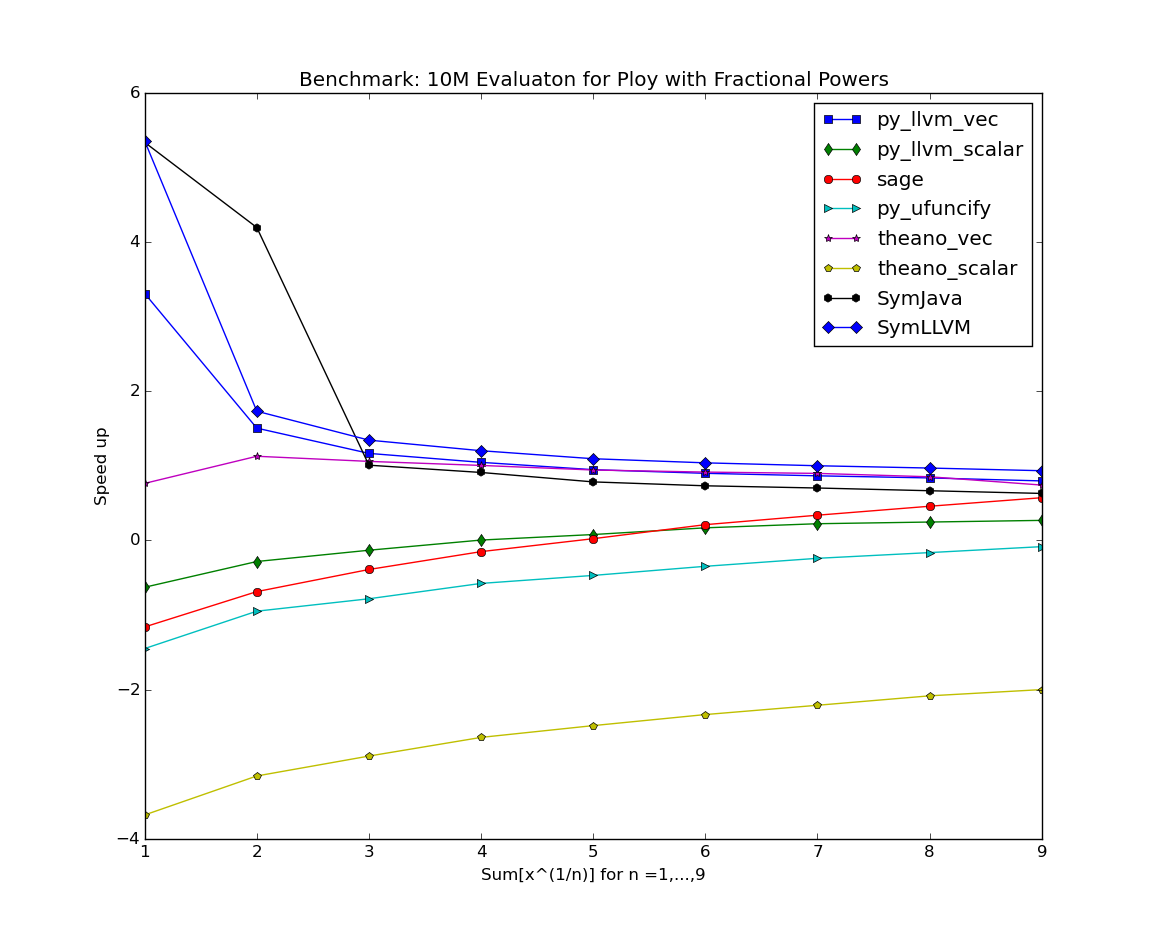 Benchmark: 10M Evaluaton for Ploy with Fractional Powers
6
4
2
0
−2
−4
Speed up
py_llvm_vec
py_llvm_scalar
sage
py_ufuncify
theano_vec
theano_scalar
SymJava
SymLLVM
1 2 3 4 5 6 7 8 9
Sum[x^(1/n)] for n =1,...,9